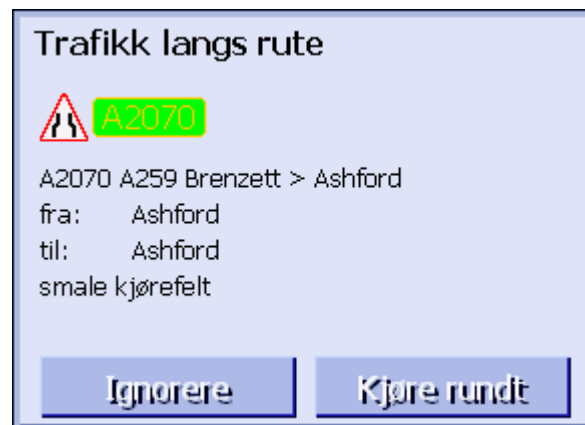 Trafikk langs rute
A2070
A2070 A259 Brenzett > Ashford
fra: Ashford
til: Ashford
smale kjørefelt
Ignorere Kjøre rundt